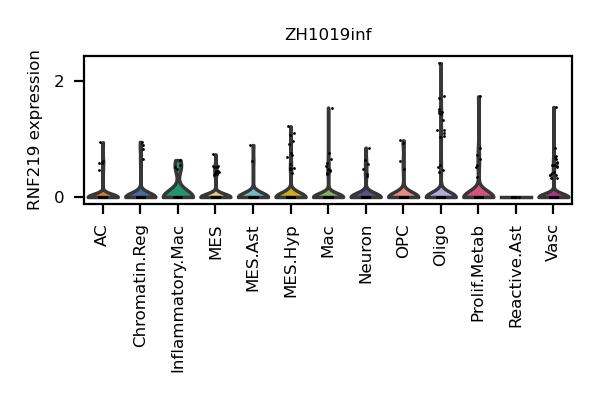 ZH1019inf
RNF219 expression
2
0
AC
Chromatin.Reg
Inflammatory.Mac
MES
MES.Ast
MES.Hyp
Mac
Neuron
OPC
Oligo
Prolif.Metab
Reactive.Ast
Vasc